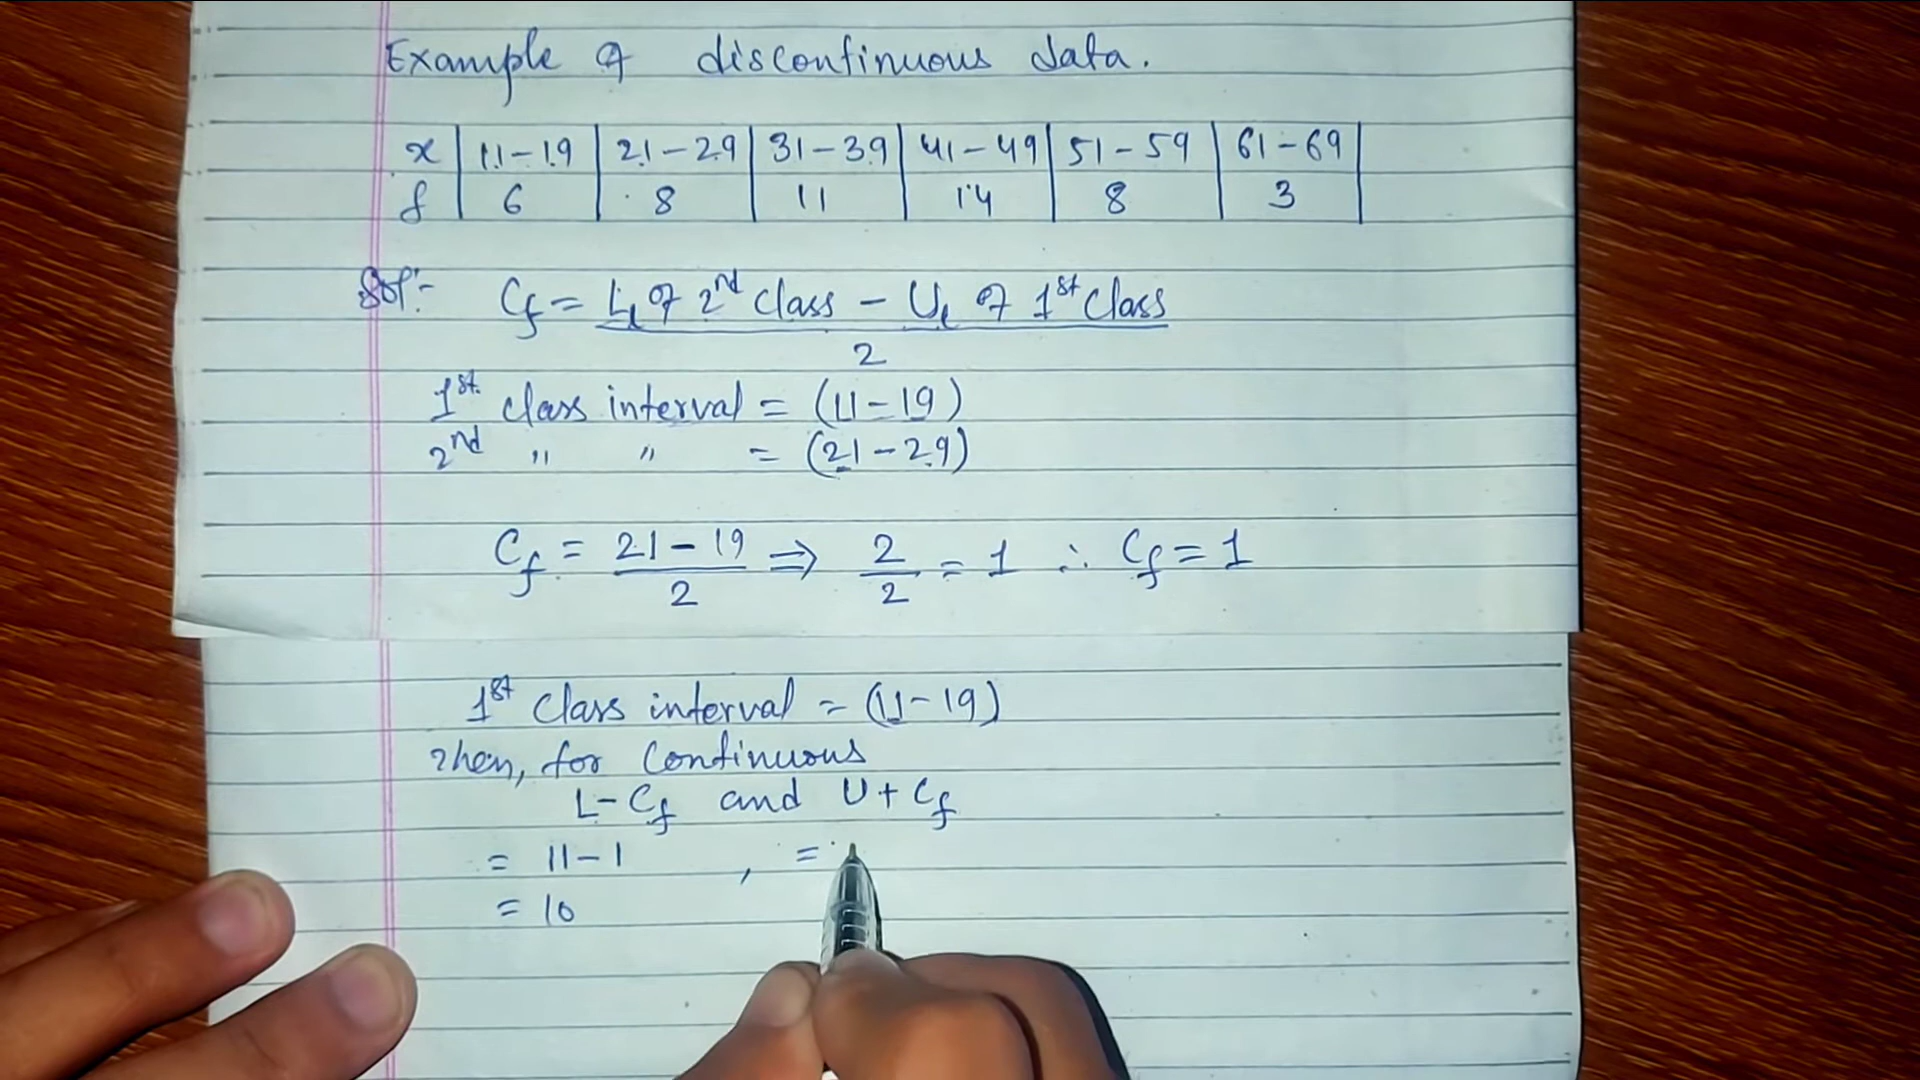 Example of discontinuous data.
x | 11-19 | 21-29 | 31-39 | 41-49 | 51-59 | 61-69 |
f | 6 | 8 | 11 | 14 | 8 | 3 |
Sol:- Cf = Ll of 2nd class - Ul of 1st class
2
1st class interval = (11-19)
2nd " " = (21-29)
Cf = 21-19/2 ⇒ 2/2 = 1 ∴ Cf = 1
1st class interval = (11-19)
Then, for continuous
L-Cf and U+Cf
= 11-1 , =
= 10